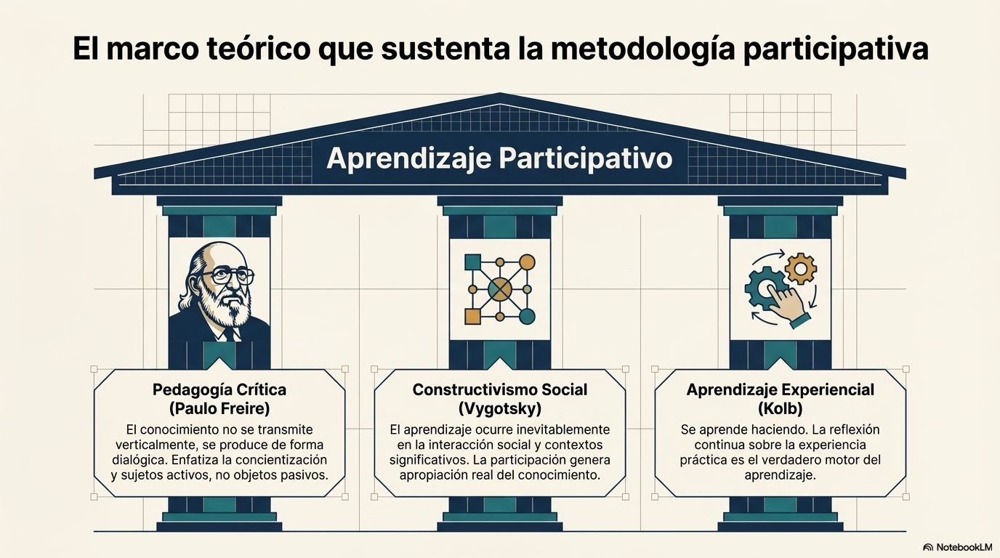 El marco teórico que sustenta la metodología participativa
Aprendizaje Participativo
Pedagogía Crítica
(Paulo Freire)
El conocimiento no se transmite
verticalmente, se produce de forma
dialógica. Enfatiza la concientización
y sujetos activos, no objetos pasivos.
Constructivismo Social
(Vygotsky)
El aprendizaje ocurre inevitablemente
en la interacción social y contextos
significativos. La participación genera
apropiación real del conocimiento.
Aprendizaje Experiencial
(Kolb)
Se aprende haciendo. La reflexión
continua sobre la experiencia
práctica es el verdadero motor del
aprendizaje.
NotebookLM